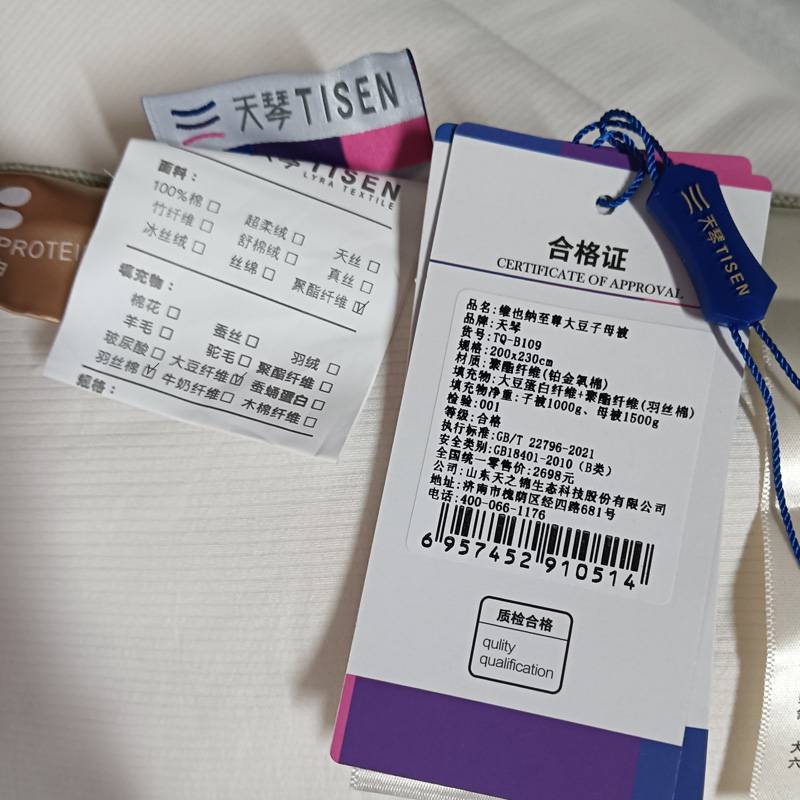 天琴TISEN
TISEN
LYRA TEXTILE
面料：
100%棉□ 超柔绒□ 天丝□
竹纤维□ 舒棉绒□ 真丝□
冰丝绒□ 丝绵□ 聚酯纤维☑
填充物：
棉花□ 蚕丝□ 羽绒□
羊毛□ 驼毛□ 聚酯纤维□
玻尿酸□ 大豆纤维☑ 蚕蛹蛋白□
羽丝棉☑ 牛奶纤维□ 木棉纤维□
规格：
PROTEI
天琴TISEN
合格证
CERTIFICATE OF APPROVAL
品名:维也纳至尊大豆子母被
品牌:天琴
货号:TQ-B109
规格:200x230cm
材质:聚酯纤维(铂金氧棉)
填充物:大豆蛋白纤维+聚酯纤维(羽丝棉)
填充物净重:子被1000g、母被1500g
检验:001
等级:合格
执行标准:GB/T 22796-2021
安全类别:GB18401-2010（B类）
全国统一零售价:2698元
公司:山东天之锦生态科技股份有限公司
地址:济南市槐荫区经四路681号
电话:400-066-1176
6 957452 910514
质检合格
qulity
qualification
大
六